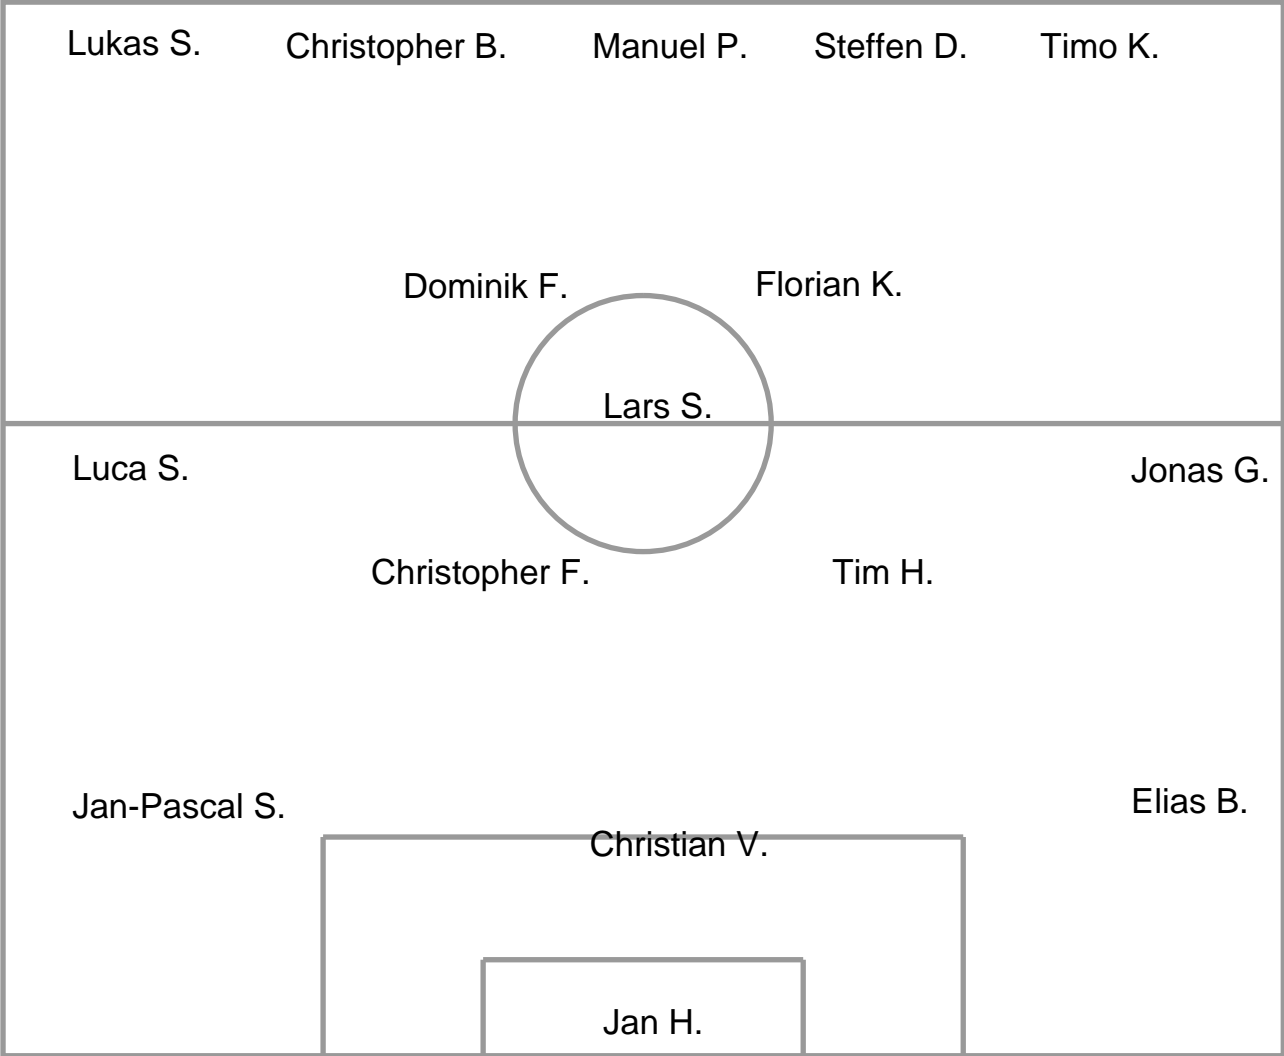 Lukas S. Christopher B. Manuel P. Steffen D. Timo K.
Dominik F. Florian K.
Lars S.
Luca S. Jonas G.
Christopher F. Tim H.
Jan-Pascal S. Elias B.
Christian V.
Jan H.